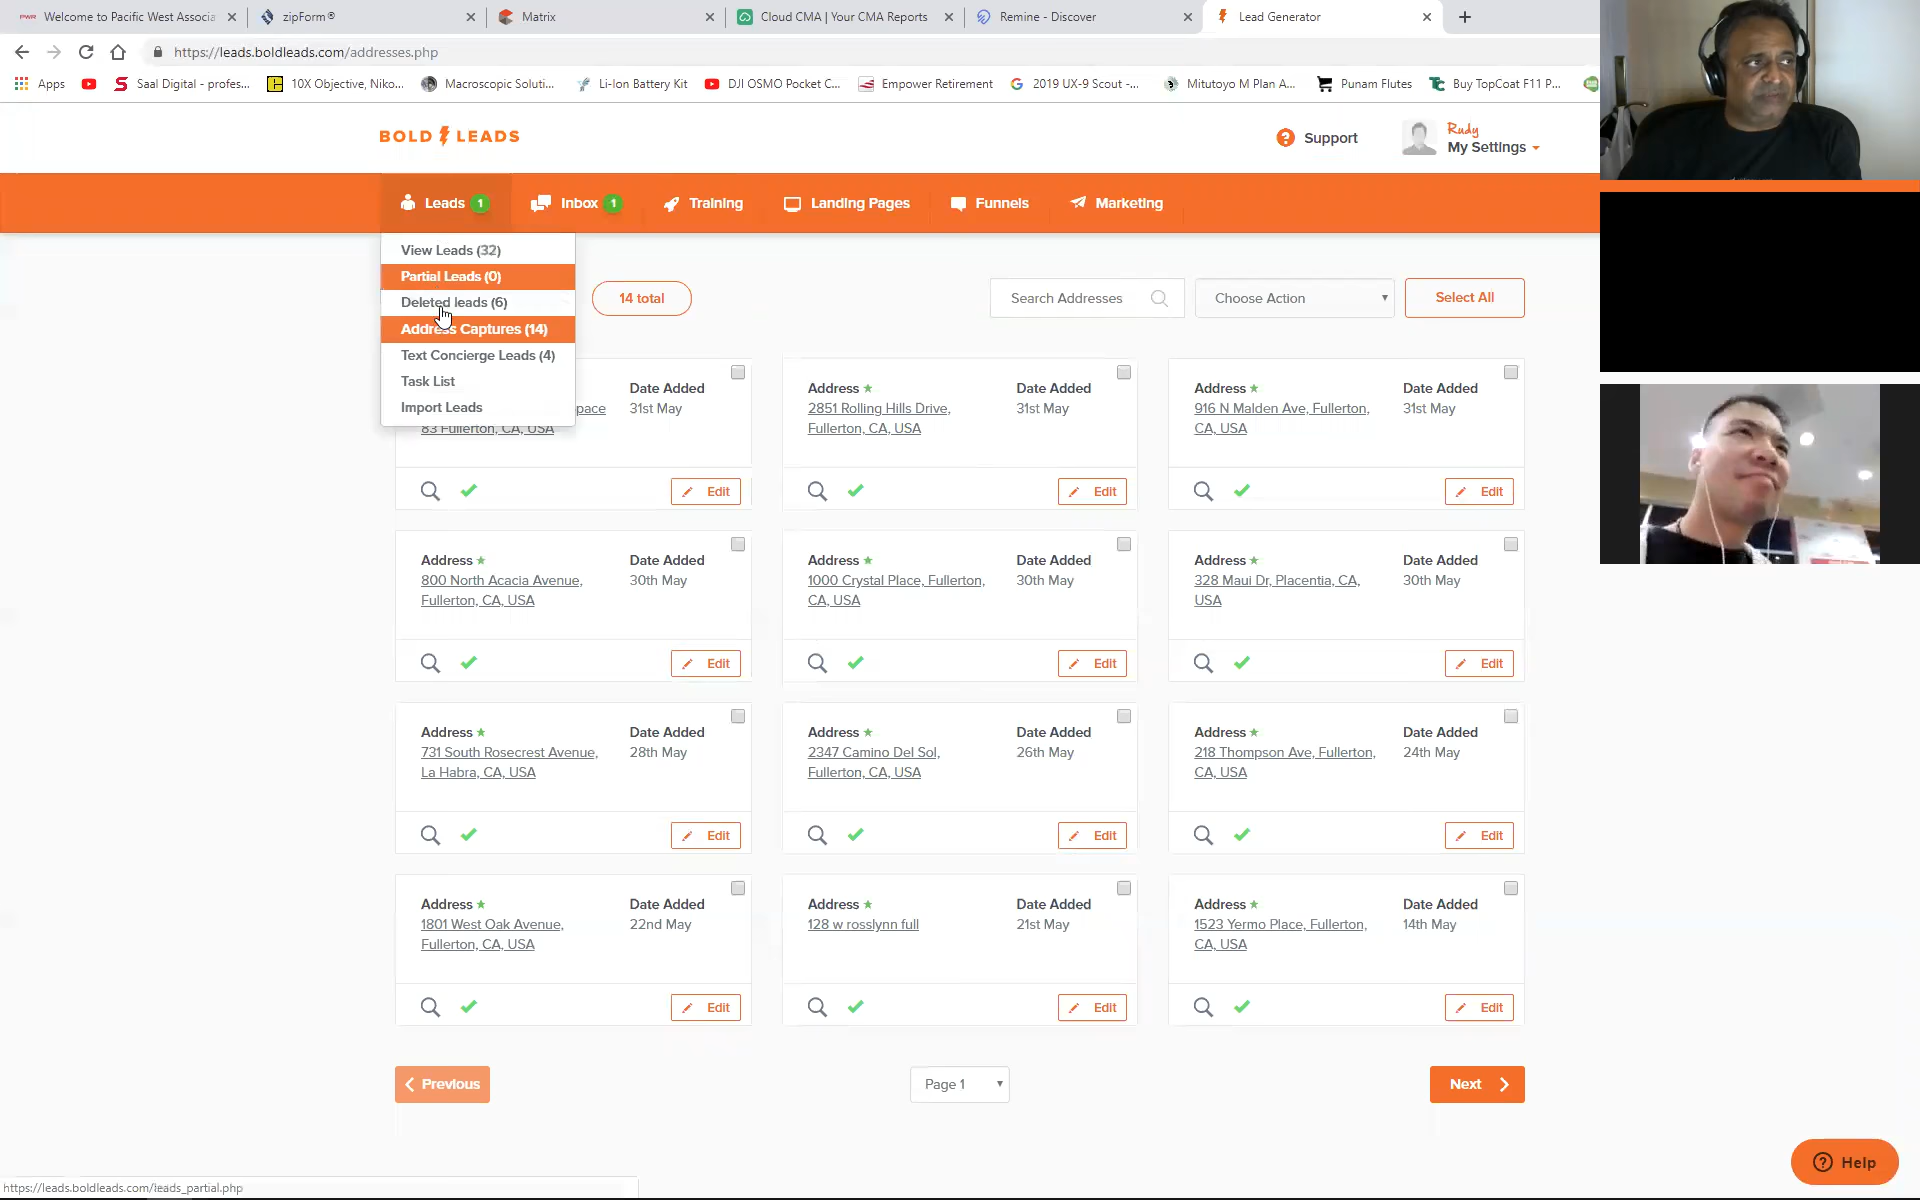 PWR Welcome to Pacific West Associa
zipForm®
Matrix
Cloud CMA | Your CMA Reports
Remine - Discover
Lead Generator
https://leads.boldleads.com/addresses.php
Apps
Saal Digital - profes...
10X Objective, Niko...
Macroscopic Soluti...
Li-Ion Battery Kit
DJI OSMO Pocket C...
Empower Retirement
2019 UX-9 Scout -...
Mitutoyo M Plan A...
Punam Flutes
Buy TopCoat F11 P...
BOLD LEADS
Support
Rudy
My Settings
Leads 1
Inbox 1
Training
Landing Pages
Funnels
Marketing
View Leads (32)
Partial Leads (0)
Deleted leads (6)
Address Captures (14)
Text Concierge Leads (4)
Task List
Import Leads
14 total
Search Addresses
Choose Action
Select All
pace
83 Fullerton, CA, USA
Date Added
31st May
Edit
Address
2851 Rolling Hills Drive,
Fullerton, CA, USA
Date Added
31st May
Edit
Address
916 N Malden Ave, Fullerton,
CA, USA
Date Added
31st May
Edit
Address
800 North Acacia Avenue,
Fullerton, CA, USA
Date Added
30th May
Edit
Address
1000 Crystal Place, Fullerton,
CA, USA
Date Added
30th May
Edit
Address
328 Maui Dr, Placentia, CA,
USA
Date Added
30th May
Edit
Address
731 South Rosecrest Avenue,
La Habra, CA, USA
Date Added
28th May
Edit
Address
2347 Camino Del Sol,
Fullerton, CA, USA
Date Added
26th May
Edit
Address
218 Thompson Ave, Fullerton,
CA, USA
Date Added
24th May
Edit
Address
1801 West Oak Avenue,
Fullerton, CA, USA
Date Added
22nd May
Edit
Address
128 w rosslynn full
Date Added
21st May
Edit
Address
1523 Yermo Place, Fullerton,
CA, USA
Date Added
14th May
Edit
Previous
Page 1
Next
Help
https://leads.boldleads.com/leads_partial.php